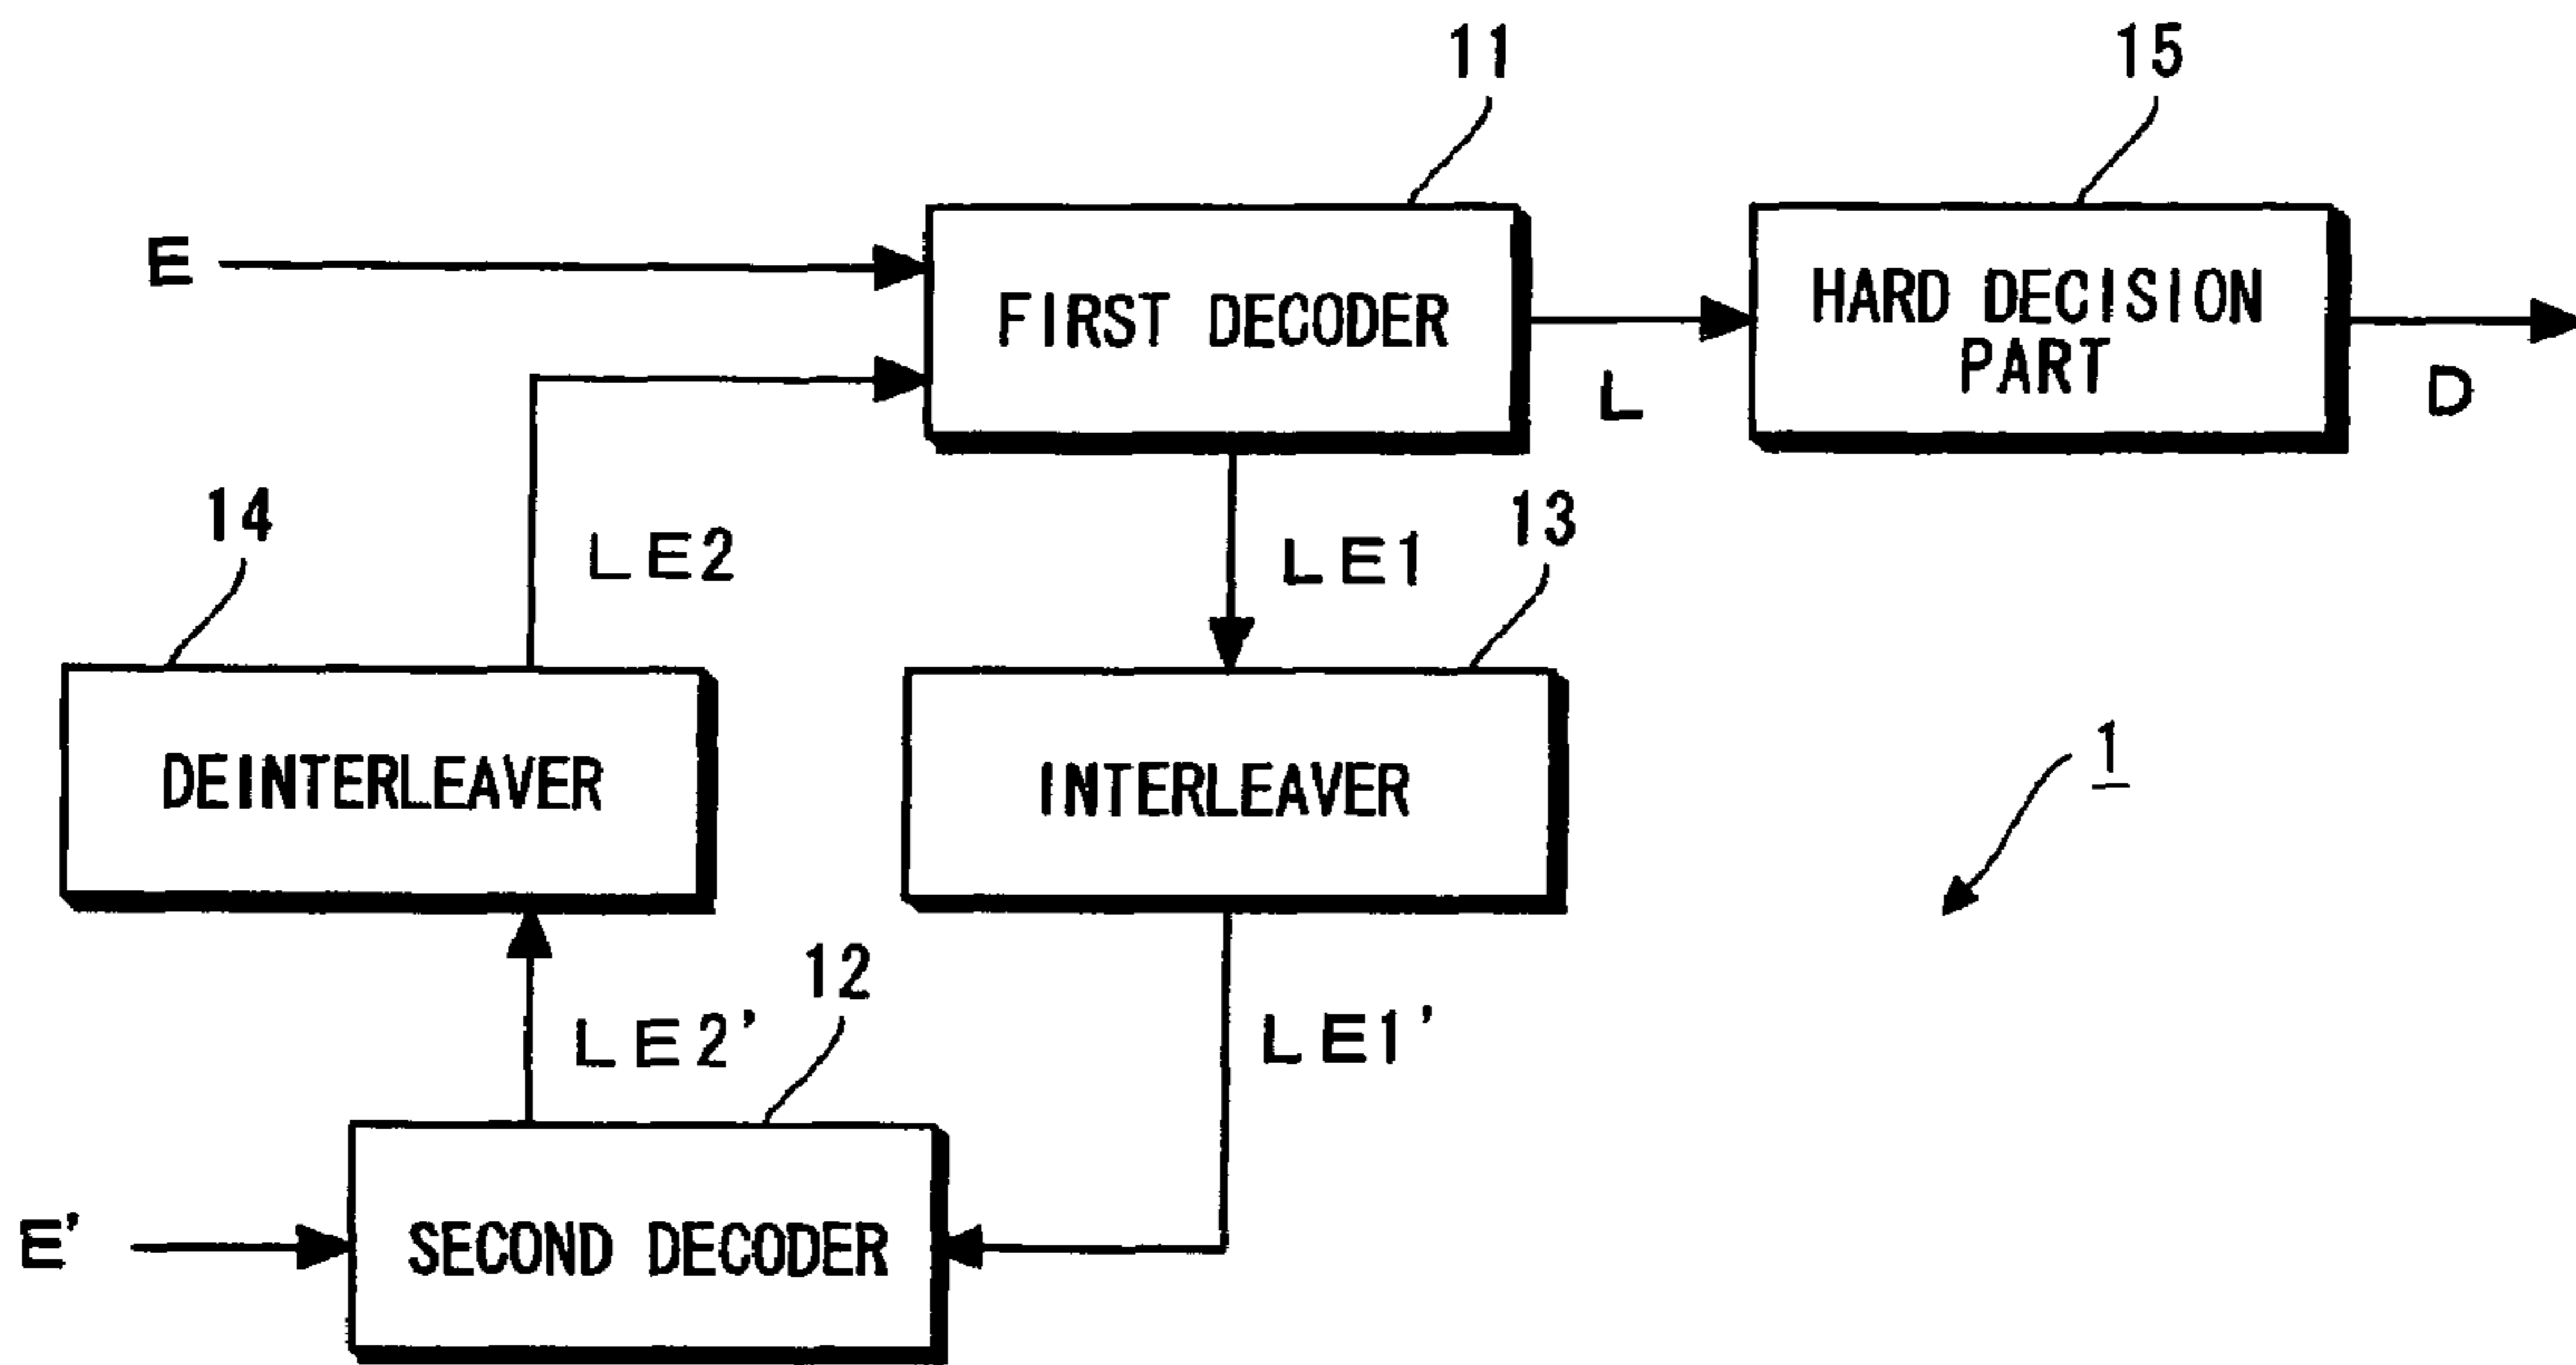 11
15
E
FIRST DECODER
HARD DECISION
PART
L
D
14
LE2
LE1
13
DEINTERLEAVER
INTERLEAVER
1
12
LE2'
LE1'
E'
SECOND DECODER